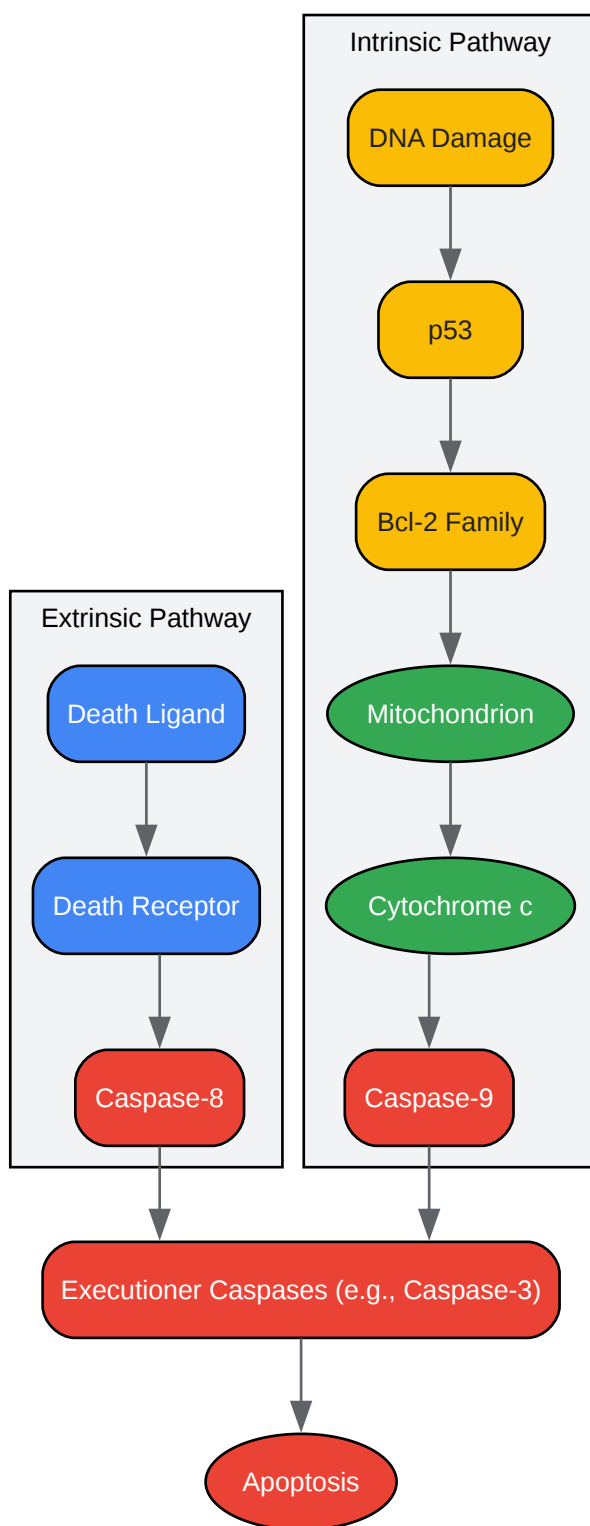 Intrinsic Pathway
DNA Damage
p53
Bcl-2 Family
Extrinsic Pathway
Death Ligand
Mitochondrion
Death Receptor
Cytochrome c
Caspase-8
Caspase-9
Executioner Caspases (e.g., Caspase-3)
Apoptosis